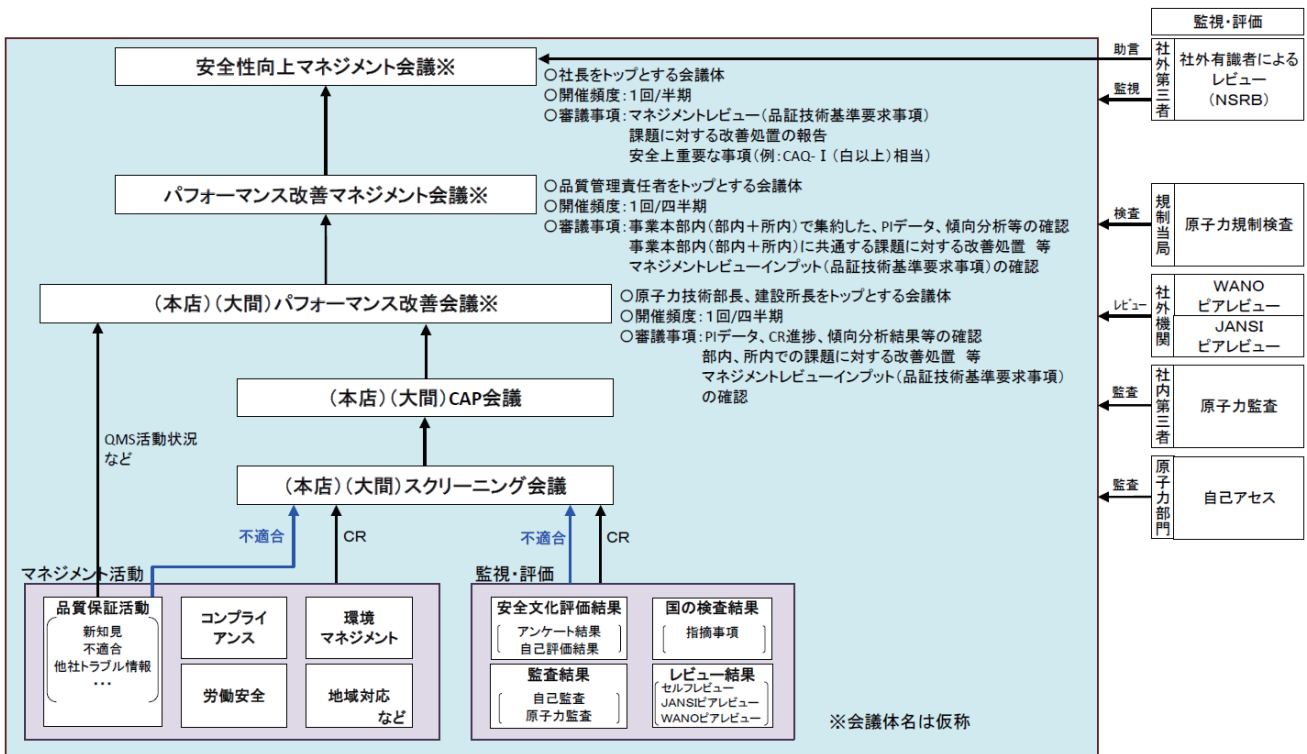 監視・評価
安全性向上マネジメント会議※
○社長をトップとする会議体
○開催頻度：１回/半期
○審議事項：マネジメントレビュー（品証技術基準要求事項）
課題に対する改善処置の報告
安全上重要な事項（例：CAQ-Ⅰ（白以上）相当）
助言
監視
社外第三者
社外有識者による
レビュー
（NSRB）
パフォーマンス改善マネジメント会議※
○品質管理責任者をトップとする会議体
○開催頻度：１回/四半期
○審議事項：事業本部内（部内＋所内）で集約した、PIデータ、傾向分析等の確認
事業本部内（部内＋所内）に共通する課題に対する改善処置　等
マネジメントレビューインプット（品証技術基準要求事項）の確認
検査
規制当局
原子力規制検査
（本店）（大間）パフォーマンス改善会議※
○原子力技術部長、建設所長をトップとする会議体
○開催頻度：１回/四半期
○審議事項：PIデータ、CR進捗、傾向分析結果等の確認
部内、所内での課題に対する改善処置　等
マネジメントレビューインプット（品証技術基準要求事項）
の確認
レビュー
社外機関
WANO
ピアレビュー
JANSI
ピアレビュー
（本店）（大間）CAP会議
監査
社内第三者
原子力監査
QMS活動状況
など
（本店）（大間）スクリーニング会議
監査
原子力部門
自己アセス
不適合
CR
不適合
CR
マネジメント活動
品質保証活動
新知見
不適合
他社トラブル情報
・・・
コンプライ
アンス
環境
マネジメント
労働安全
地域対応
など
監視・評価
安全文化評価結果
アンケート結果
自己評価結果
国の検査結果
指摘事項
監査結果
自己監査
原子力監査
レビュー結果
セルフレビュー
JANSIピアレビュー
WANOピアレビュー
※会議体名は仮称